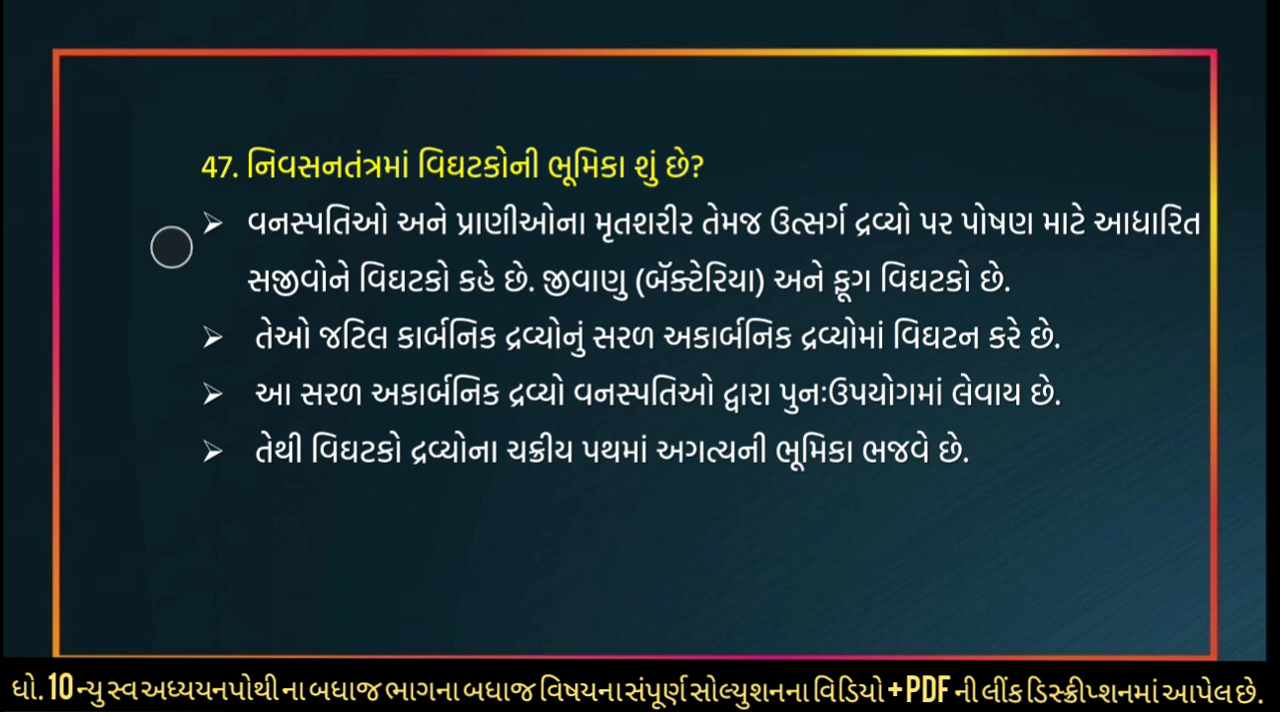 47. નિવસનતંત્રમાં વિઘટકોની ભૂમિકા શું છે?
➢ વનસ્પતિઓ અને પ્રાણીઓના મૃતશરીર તેમજ ઉત્સર્ગ દ્રવ્યો પર પોષણ માટે આધારિત
સજીવોને વિઘટકો કહે છે. જીવાણુ (બૅક્ટેરિયા) અને ફૂગ વિઘટકો છે.
➢ તેઓ જટિલ કાર્બનિક દ્રવ્યોનું સરળ અકાર્બનિક દ્રવ્યોમાં વિઘટન કરે છે.
➢ આ સરળ અકાર્બનિક દ્રવ્યો વનસ્પતિઓ દ્વારા પુનઃઉપયોગમાં લેવાય છે.
➢ તેથી વિઘટકો દ્રવ્યોના ચક્રીય પથમાં અગત્યની ભૂમિકા ભજવે છે.
ધો. 10 ન્યુ સ્વ અધ્યયનપોથી ના બધાજ ભાગના બધાજ વિષયના સંપૂર્ણ સોલ્યુશનના વિડિયો + PDF ની લીંક ડિસ્ક્રીપ્શનમાં આપેલ છે.